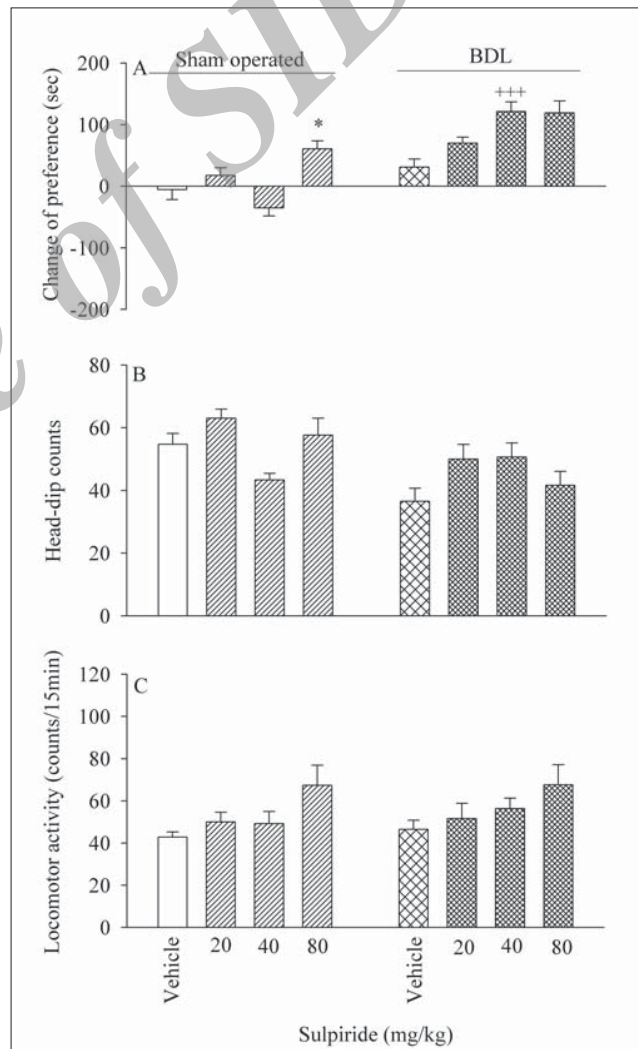 Sham operated
BDL
A
200
100
0
-100
-200
*
+++
Change of preference (sec)
B
80
60
40
20
0
Head-dip counts
C
120
100
80
60
40
20
0
Locomotor activity (counts/15min)
Vehicle 20 40 80 Vehicle 20 40 80
Sulpiride (mg/kg)
of SID